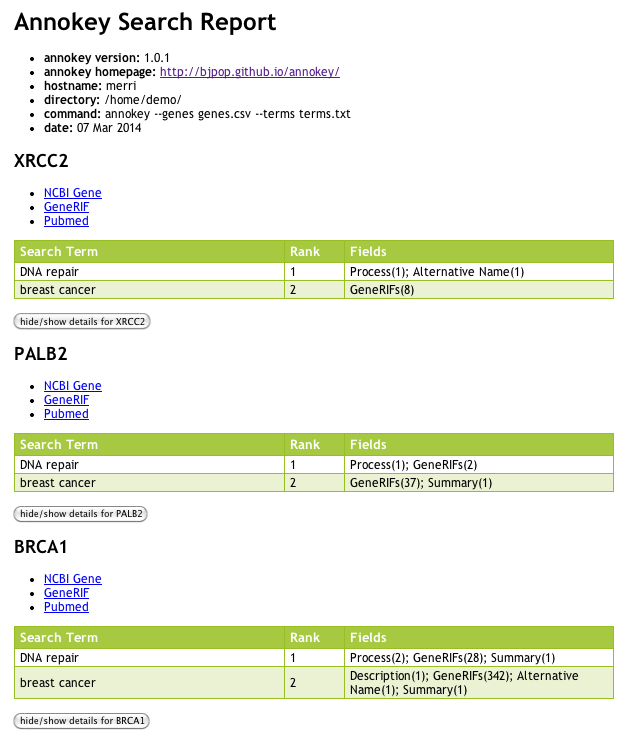 Annokey Search Report
annokey version: 1.0.1
annokey homepage: http://bjpop.github.io/annokey/
hostname: merri
directory: /home/demo/
command: annokey --genes genes.csv --terms terms.txt
date: 07 Mar 2014
XRCC2
NCBI Gene
GeneRIF
Pubmed
Search Term Rank Fields
DNA repair 1 Process(1); Alternative Name(1)
breast cancer 2 GeneRIFs(8)
hide/show details for XRCC2
PALB2
NCBI Gene
GeneRIF
Pubmed
Search Term Rank Fields
DNA repair 1 Process(1); GeneRIFs(2)
breast cancer 2 GeneRIFs(37); Summary(1)
hide/show details for PALB2
BRCA1
NCBI Gene
GeneRIF
Pubmed
Search Term Rank Fields
DNA repair 1 Process(2); GeneRIFs(28); Summary(1)
breast cancer 2 Description(1); GeneRIFs(342); Alternative
Name(1); Summary(1)
hide/show details for BRCA1